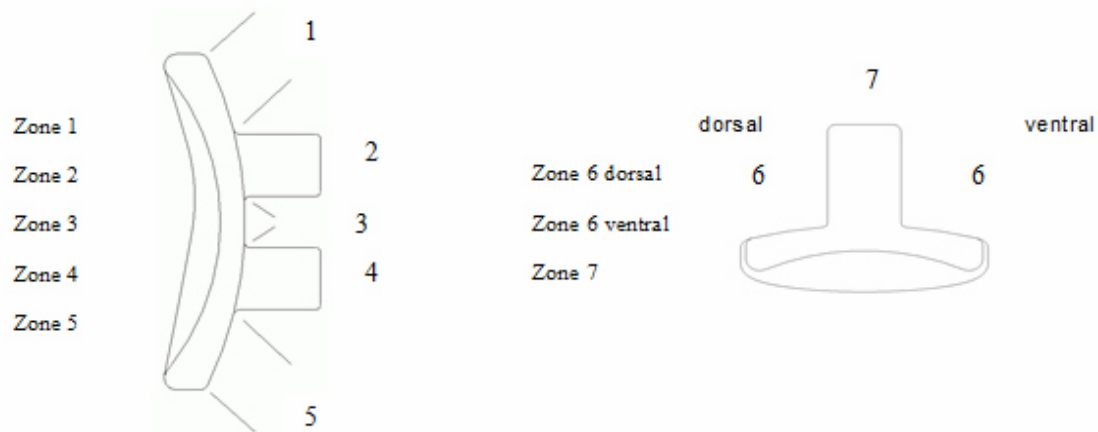 1
Zone 1
Zone 2
2
Zone 3
3
Zone 4
4
Zone 5
5
7
dorsal
ventral
Zone 6 dorsal
6
6
Zone 6 ventral
Zone 7